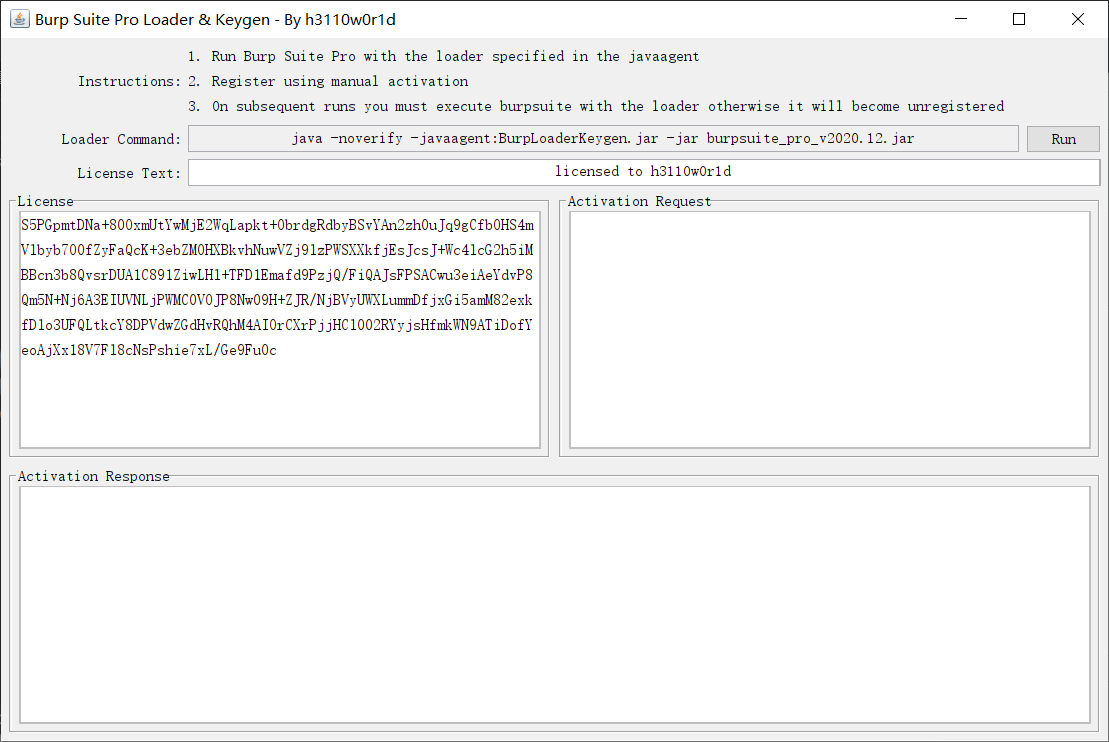 Burp Suite Pro Loader & Keygen - By h3110w0r1d
Instructions:
1. Run Burp Suite Pro with the loader specified in the javaagent
2. Register using manual activation
3. On subsequent runs you must execute burpsuite with the loader otherwise it will become unregistered
Loader Command: java -noverify -javaagent:BurpLoaderKeygen.jar -jar burpsuite_pro_v2020.12.jar Run
License Text: licensed to h3110w0r1d
License
S5PGpmtDNa+800xmUtYwMjE2WqLapkt+0brdgRdbyBSvYAn2zh0uJq9gCfb0HS4m
V1byb700fZyFaQcK+3ebZM0HXBkvhNuwVZj91zPWSXXkfjEsJcsJ+Wc4lcG2h5iM
BBcn3b8QvsrDUA1C891ZiwLH1+TFD1Emafd9PzjQ/FiQAJsFPSACwu3eiAeYdvP8
Qm5N+Nj6A3EIUVNLjPWMC0V0JP8Nw09H+ZJR/NjBVyUWXLummDfjxGi5amM82exk
fDlo3UFQLtkcY8DPVdwZGdHvRQhM4AI0rCXrPjjHC1002RYyjsHfmkWN9ATiDofY
eoAjXx18V7F18cNsPshie7xL/Ge9Fu0c
Activation Request
Activation Response